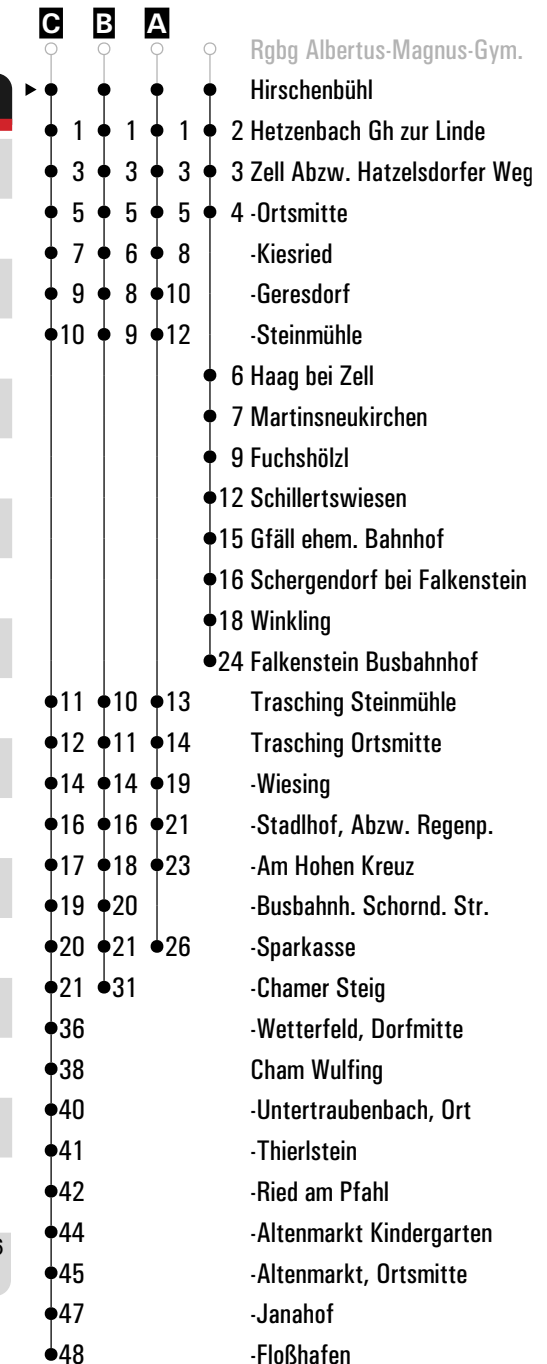 C B A
Rgbg Albertus-Magnus-Gym.
Hirschenbühl
1 1 1 2 Hetzenbach Gh zur Linde
3 3 3 3 Zell Abzw. Hatzelsdorfer Weg
5 5 5 4 -Ortsmitte
7 6 8 -Kiesried
9 8 10 -Geresdorf
10 9 12 -Steinmühle
6 Haag bei Zell
7 Martinsneukirchen
9 Fuchshölzl
12 Schillertswiesen
15 Gfäll ehem. Bahnhof
16 Schergendorf bei Falkenstein
18 Winkling
24 Falkenstein Busbahnhof
11 10 13 Trasching Steinmühle
12 11 14 Trasching Ortsmitte
14 14 19 -Wiesing
16 16 21 -Stadlhof, Abzw. Regenp.
17 18 23 -Am Hohen Kreuz
19 20 -Busbahnh. Schornd. Str.
20 21 26 -Sparkasse
21 31 -Chamer Steig
36 -Wetterfeld, Dorfmitte
38 Cham Wulfing
40 -Untertraubenbach, Ort
41 -Thierlstein
42 -Ried am Pfahl
44 -Altenmarkt Kindergarten
45 -Altenmarkt, Ortsmitte
47 -Janahof
48 -Floßhafen